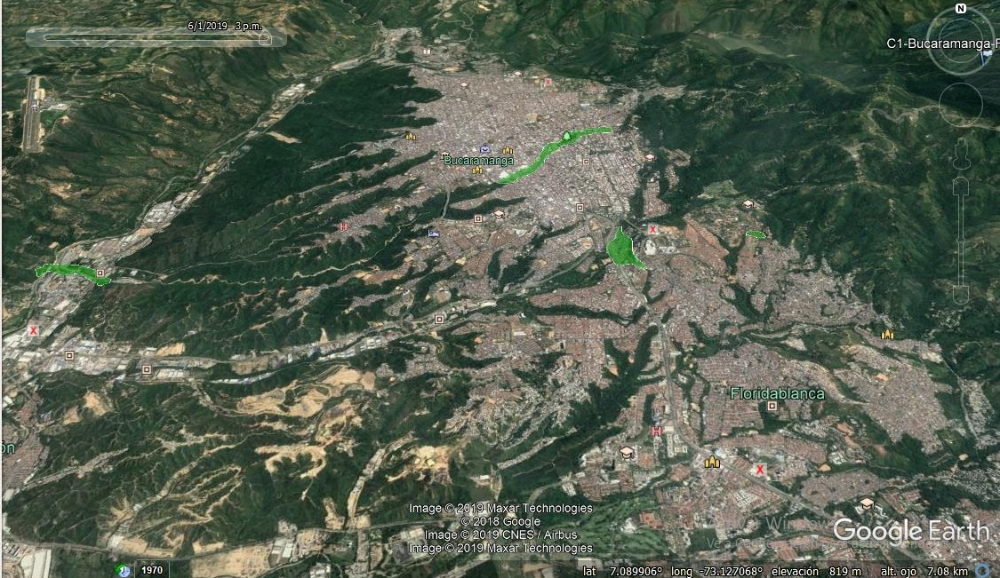 6/1/2019 3 p.m.
N
C1-Bucaramanga-F
Bucaramanga
H
X
X
X
Floridablanca
ón
H
X
Image © 2019 Maxar Technologies
© 2018 Google
Image © 2019 CNES / Airbus
Image © 2019 Maxar Technologies
Google Earth
1970
lat 7.089906° long -73.127068° elevación 819 m alt. ojo 7.08 km